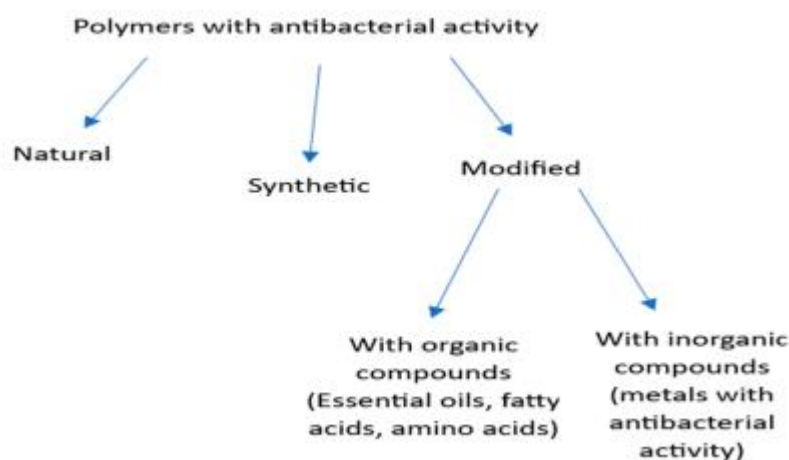 Polymers with antibacterial activity
Natural
Synthetic
Modified
With organic
compounds
(Essential oils, fatty
acids, amino acids)
With inorganic
compounds
(metals with
antibacterial
activity)